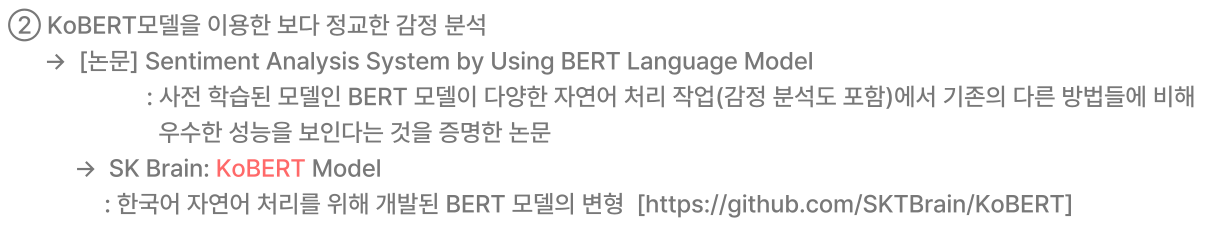 ② KoBERT모델을 이용한 보다 정교한 감정 분석
→ [논문] Sentiment Analysis System by Using BERT Language Model
: 사전 학습된 모델인 BERT 모델이 다양한 자연어 처리 작업(감정 분석도 포함)에서 기존의 다른 방법들에 비해
우수한 성능을 보인다는 것을 증명한 논문
→ SK Brain: KoBERT Model
: 한국어 자연어 처리를 위해 개발된 BERT 모델의 변형 [https://github.com/SKTBrain/KoBERT]